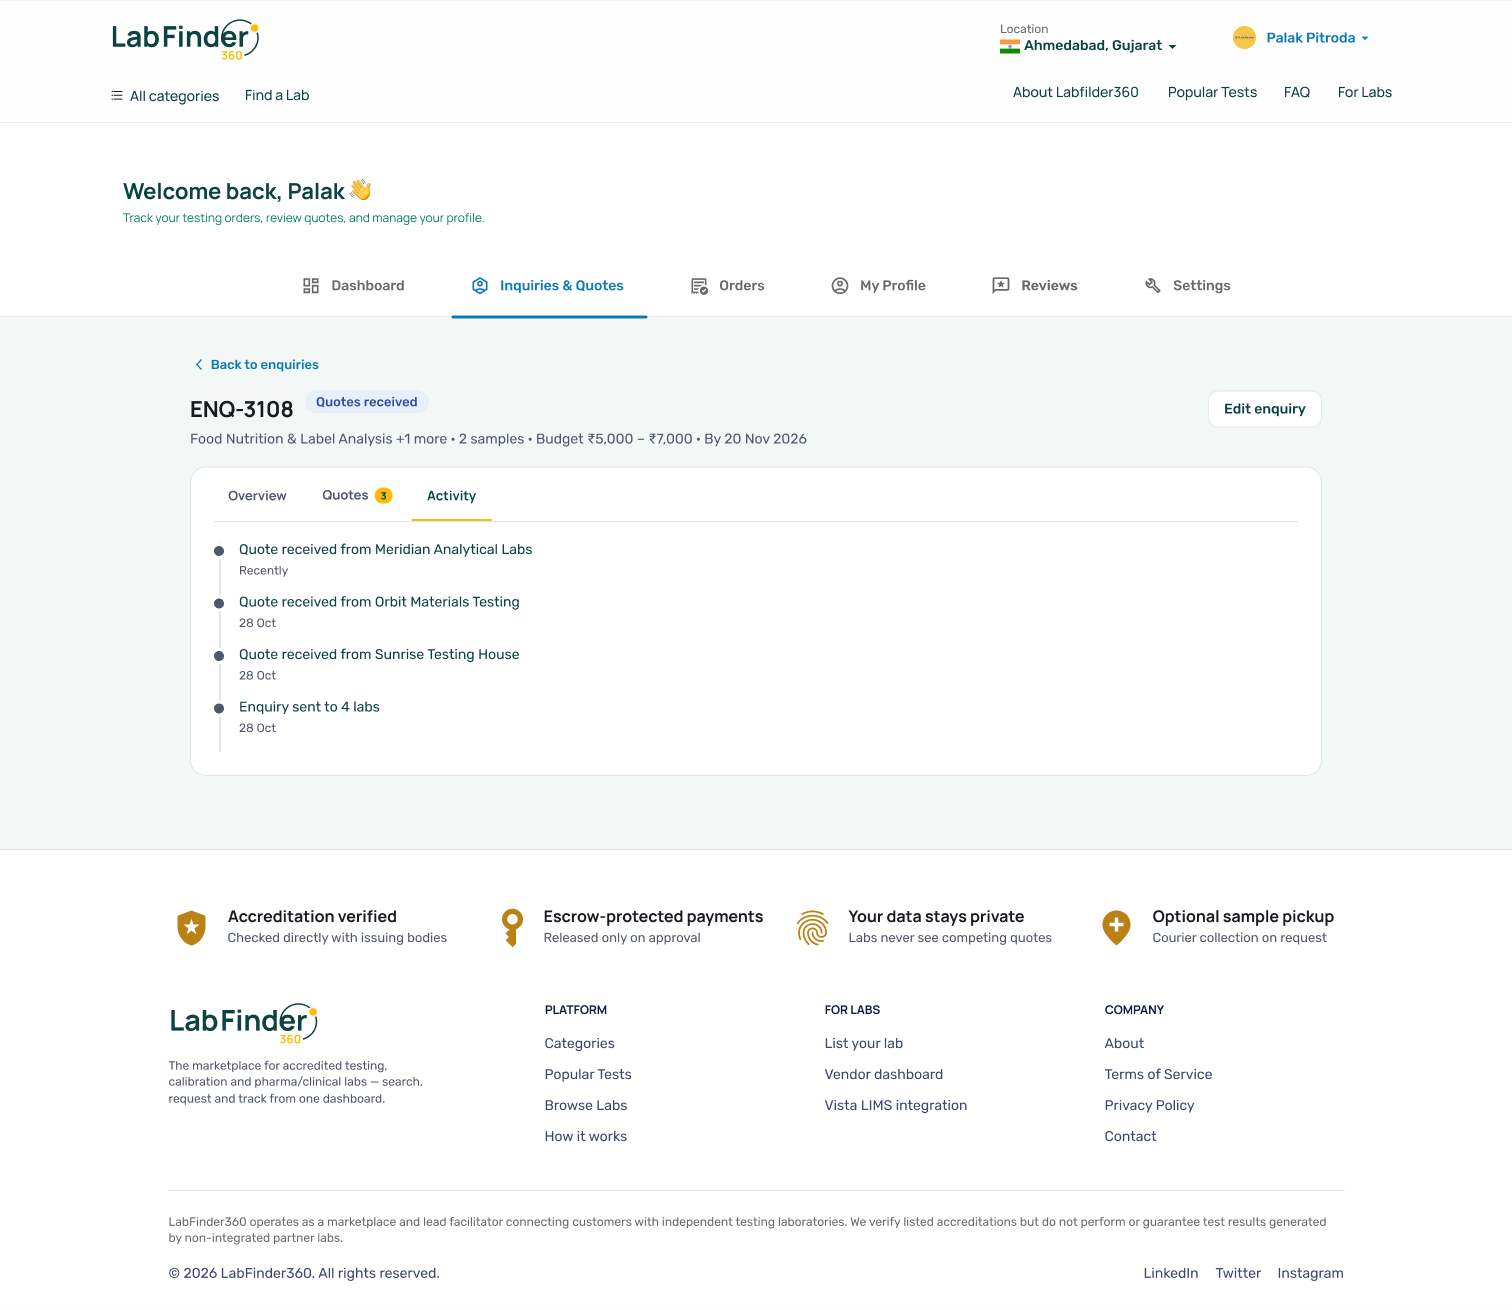 LabFinder
360
Location
Ahmedabad, Gujarat
Palak Pitroda
All categories
Find a Lab
About Labfilder360
Popular Tests
FAQ
For Labs
Welcome back, Palak 👋
Track your testing orders, review quotes, and manage your profile.
Dashboard
Inquiries & Quotes
Orders
My Profile
Reviews
Settings
Back to enquiries
ENQ-3108
Quotes received
Edit enquiry
Food Nutrition & Label Analysis +1 more • 2 samples • Budget ₹5,000 – ₹7,000 • By 20 Nov 2026
Overview
Quotes 3
Activity
Quote received from Meridian Analytical Labs
Recently
Quote received from Orbit Materials Testing
28 Oct
Quote received from Sunrise Testing House
28 Oct
Enquiry sent to 4 labs
28 Oct
Accreditation verified
Checked directly with issuing bodies
Escrow-protected payments
Released only on approval
Your data stays private
Labs never see competing quotes
Optional sample pickup
Courier collection on request
LabFinder
360
The marketplace for accredited testing,
calibration and pharma/clinical labs — search,
request and track from one dashboard.
PLATFORM
Categories
Popular Tests
Browse Labs
How it works
FOR LABS
List your lab
Vendor dashboard
Vista LIMS integration
COMPANY
About
Terms of Service
Privacy Policy
Contact
LabFinder360 operates as a marketplace and lead facilitator connecting customers with independent testing laboratories. We verify listed accreditations but do not perform or guarantee test results generated
by non-integrated partner labs.
© 2026 LabFinder360. All rights reserved.
LinkedIn
Twitter
Instagram